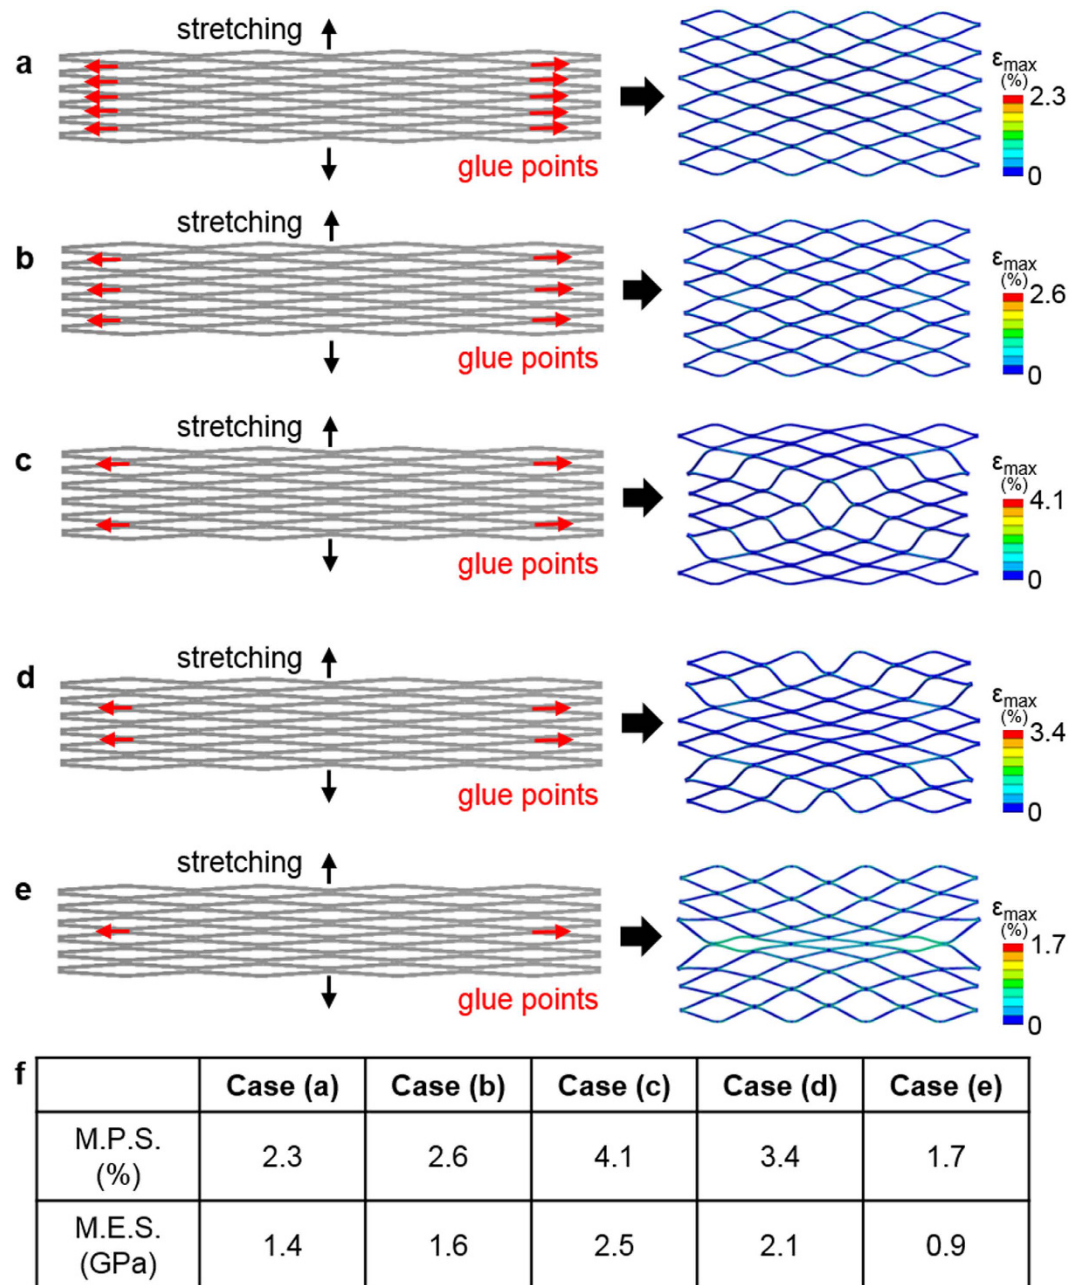 stretching
a
glue points
εmax
(%)
2.3
0
stretching
b
glue points
εmax
(%)
2.6
0
stretching
c
glue points
εmax
(%)
4.1
0
stretching
d
glue points
εmax
(%)
3.4
0
stretching
e
glue points
εmax
(%)
1.7
0
f
Case (a) Case (b) Case (c) Case (d) Case (e)
M.P.S.
(%) 2.3 2.6 4.1 3.4 1.7
M.E.S.
(GPa) 1.4 1.6 2.5 2.1 0.9